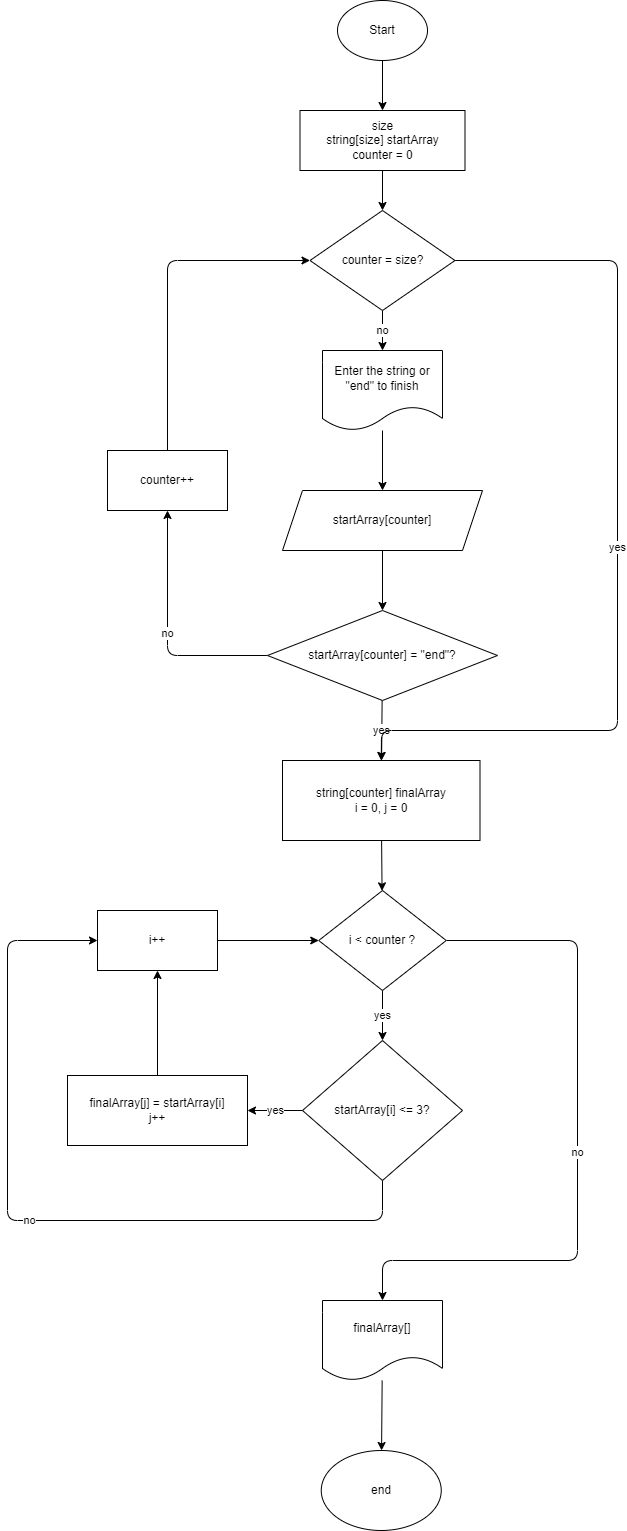 Start
size
string[size] startArray
counter = 0
counter = size?
no
Enter the string or
"end" to finish
counter++
startArray[counter]
yes
no
startArray[counter] = "end"?
yes
string[counter] finalArray
i = 0, j = 0
i++
i < counter ?
yes
finalArray[j] = startArray[i]
j++
yes
startArray[i] <= 3?
no
no
finalArray[]
end